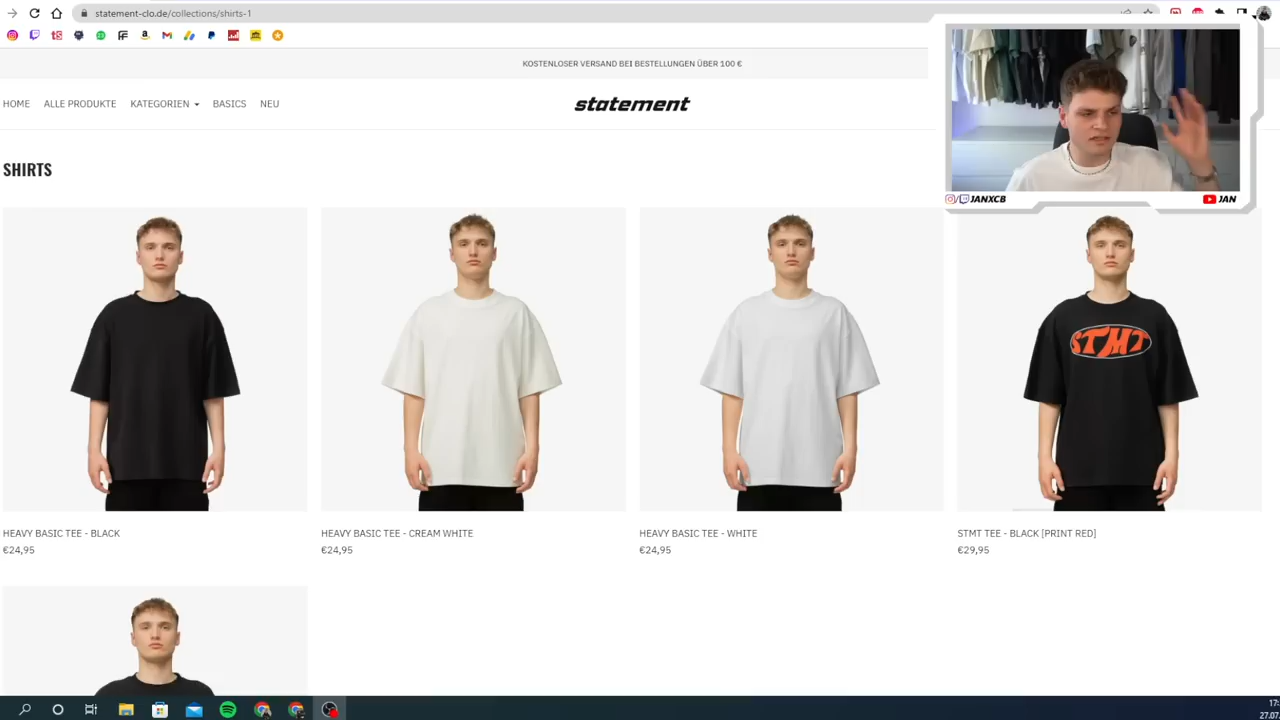 statement-clo.de/collections/shirts-1
KOSTENLOSER VERSAND BEI BESTELLUNGEN ÜBER 100 €
HOME ALLE PRODUKTE KATEGORIEN BASICS NEU
statement
SHIRTS
JANXCB
JAN
STMT
HEAVY BASIC TEE - BLACK
€24,95
HEAVY BASIC TEE - CREAM WHITE
€24,95
HEAVY BASIC TEE - WHITE
€24,95
STMT TEE - BLACK [PRINT RED]
€29,95